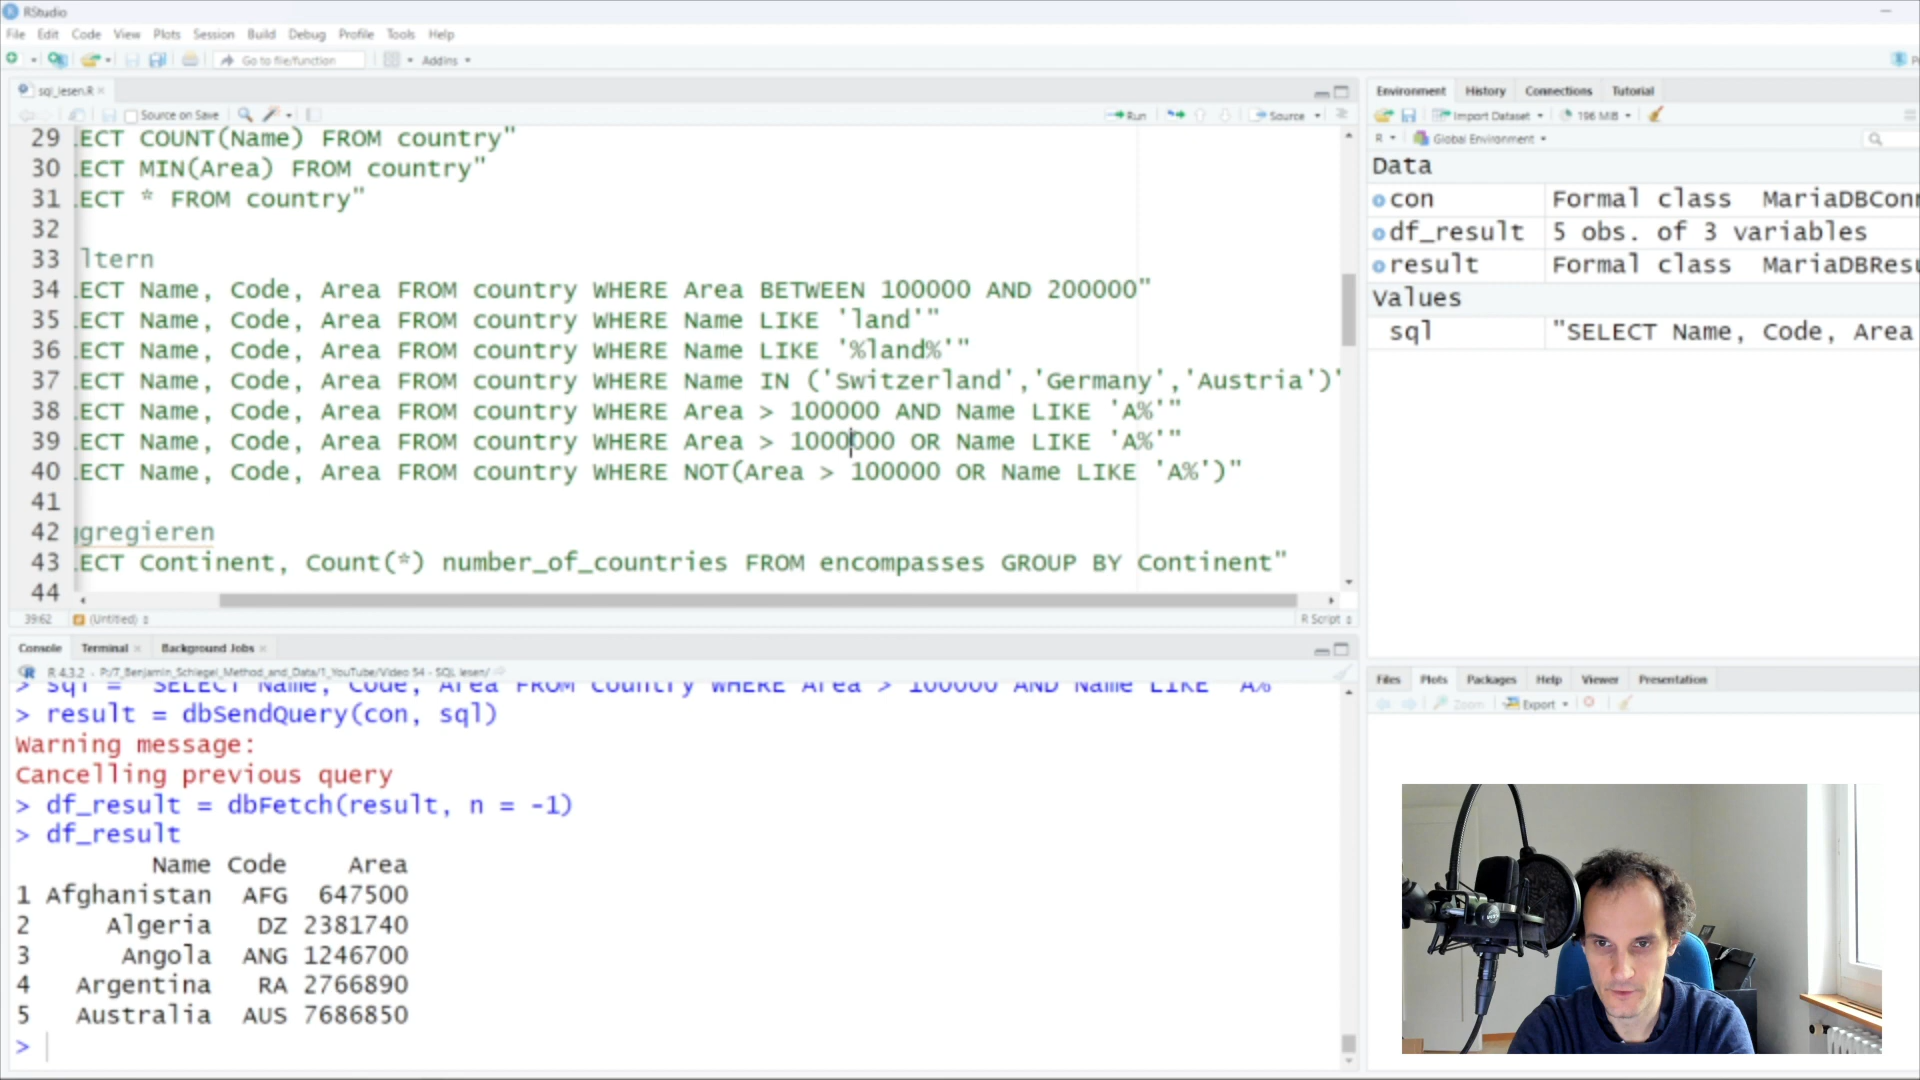 RStudio
File Edit Code View Plots Session Build Debug Profile Tools Help
Go to file/function Addins
sql_lesen.R
Source on Save Run Source
29 ECT COUNT(Name) FROM country"
30 ECT MIN(Area) FROM country"
31 ECT * FROM country"
32
33 ltern
34 ECT Name, Code, Area FROM country WHERE Area BETWEEN 100000 AND 200000"
35 ECT Name, Code, Area FROM country WHERE Name LIKE 'land'"
36 ECT Name, Code, Area FROM country WHERE Name LIKE '%land%'"
37 ECT Name, Code, Area FROM country WHERE Name IN ('Switzerland','Germany','Austria')'
38 ECT Name, Code, Area FROM country WHERE Area > 100000 AND Name LIKE 'A%'"
39 ECT Name, Code, Area FROM country WHERE Area > 1000000 OR Name LIKE 'A%'"
40 ECT Name, Code, Area FROM country WHERE NOT(Area > 100000 OR Name LIKE 'A%')"
41
42 ggregieren
43 ECT Continent, Count(*) number_of_countries FROM encompasses GROUP BY Continent"
44
39:62 (Untitled) R Script
Console Terminal Background Jobs
R 4.3.2 · P:/7_Benjamin_Schlegel_Method_and_Data/1_YouTube/Video 54 - SQL lesen/
> sql = "SELECT Name, Code, Area FROM country WHERE Area > 100000 AND Name LIKE 'A%
> result = dbSendQuery(con, sql)
Warning message:
Cancelling previous query
> df_result = dbFetch(result, n = -1)
> df_result
Name Code Area
1 Afghanistan AFG 647500
2 Algeria DZ 2381740
3 Angola ANG 1246700
4 Argentina RA 2766890
5 Australia AUS 7686850
>
Environment History Connections Tutorial
Import Dataset 196 MiB
R Global Environment
Data
con Formal class MariaDBConn
df_result 5 obs. of 3 variables
result Formal class MariaDBResu
Values
sql "SELECT Name, Code, Area
Files Plots Packages Help Viewer Presentation
Zoom Export